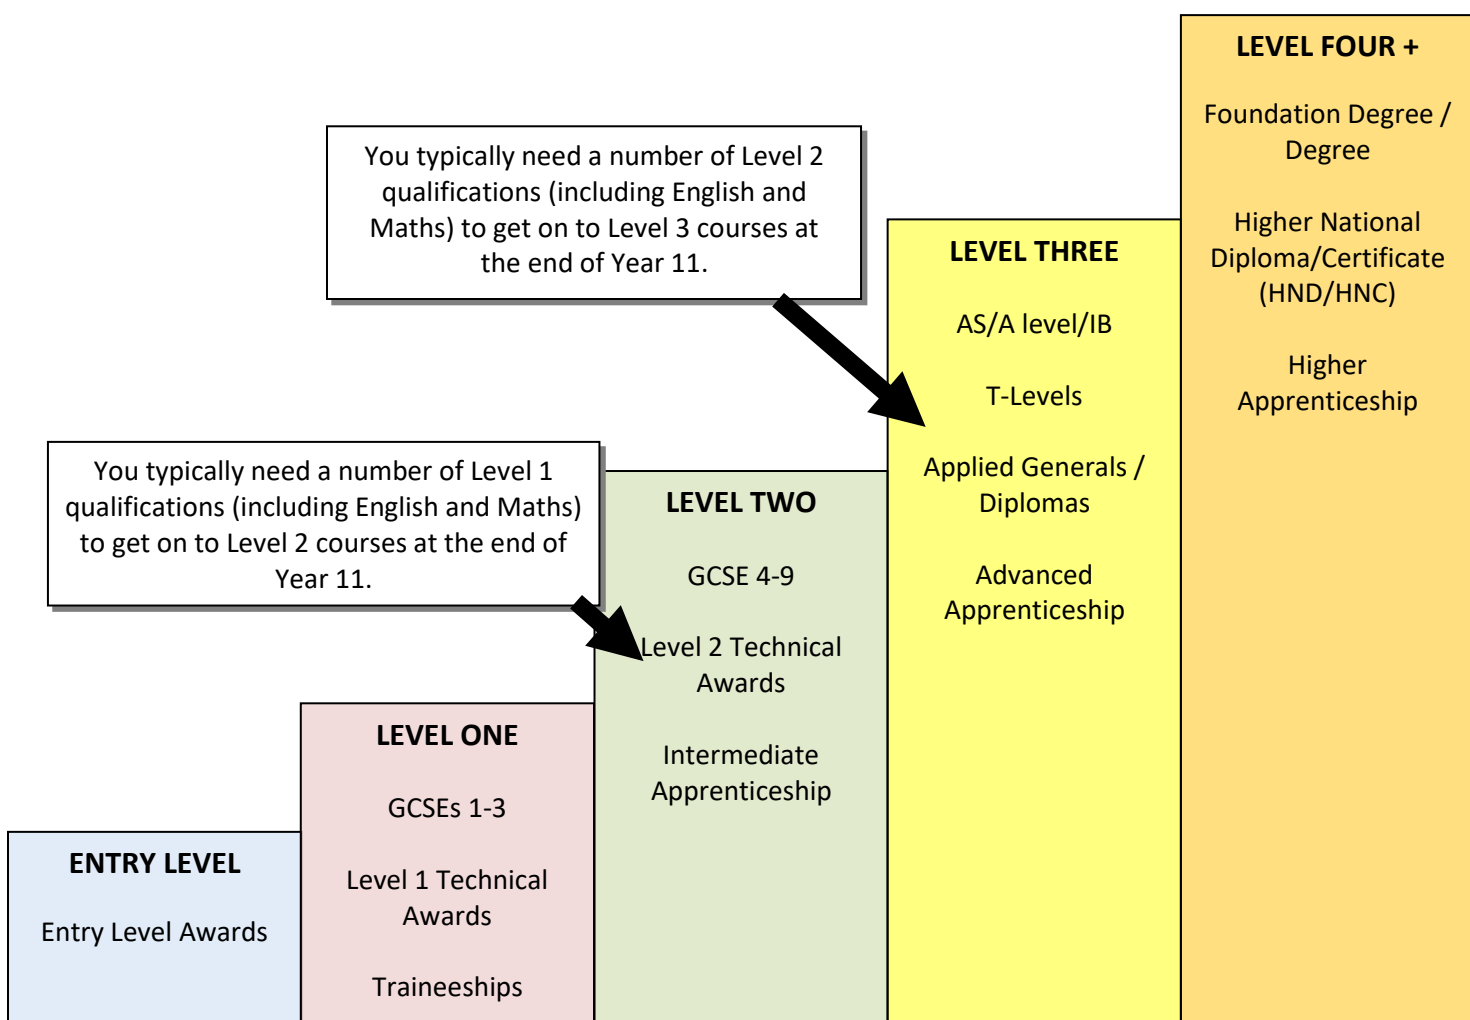 LEVEL FOUR +
Foundation Degree /
Degree
Higher National
Diploma/Certificate
(HND/HNC)
Higher
Apprenticeship
You typically need a number of Level 2
qualifications (including English and
Maths) to get on to Level 3 courses at
the end of Year 11.
LEVEL THREE
AS/A level/IB
T-Levels
Applied Generals /
Diplomas
Advanced
Apprenticeship
You typically need a number of Level 1
qualifications (including English and Maths)
to get on to Level 2 courses at the end of
Year 11.
LEVEL TWO
GCSE 4-9
Level 2 Technical
Awards
Intermediate
Apprenticeship
LEVEL ONE
GCSEs 1-3
Level 1 Technical
Awards
Traineeships
ENTRY LEVEL
Entry Level Awards